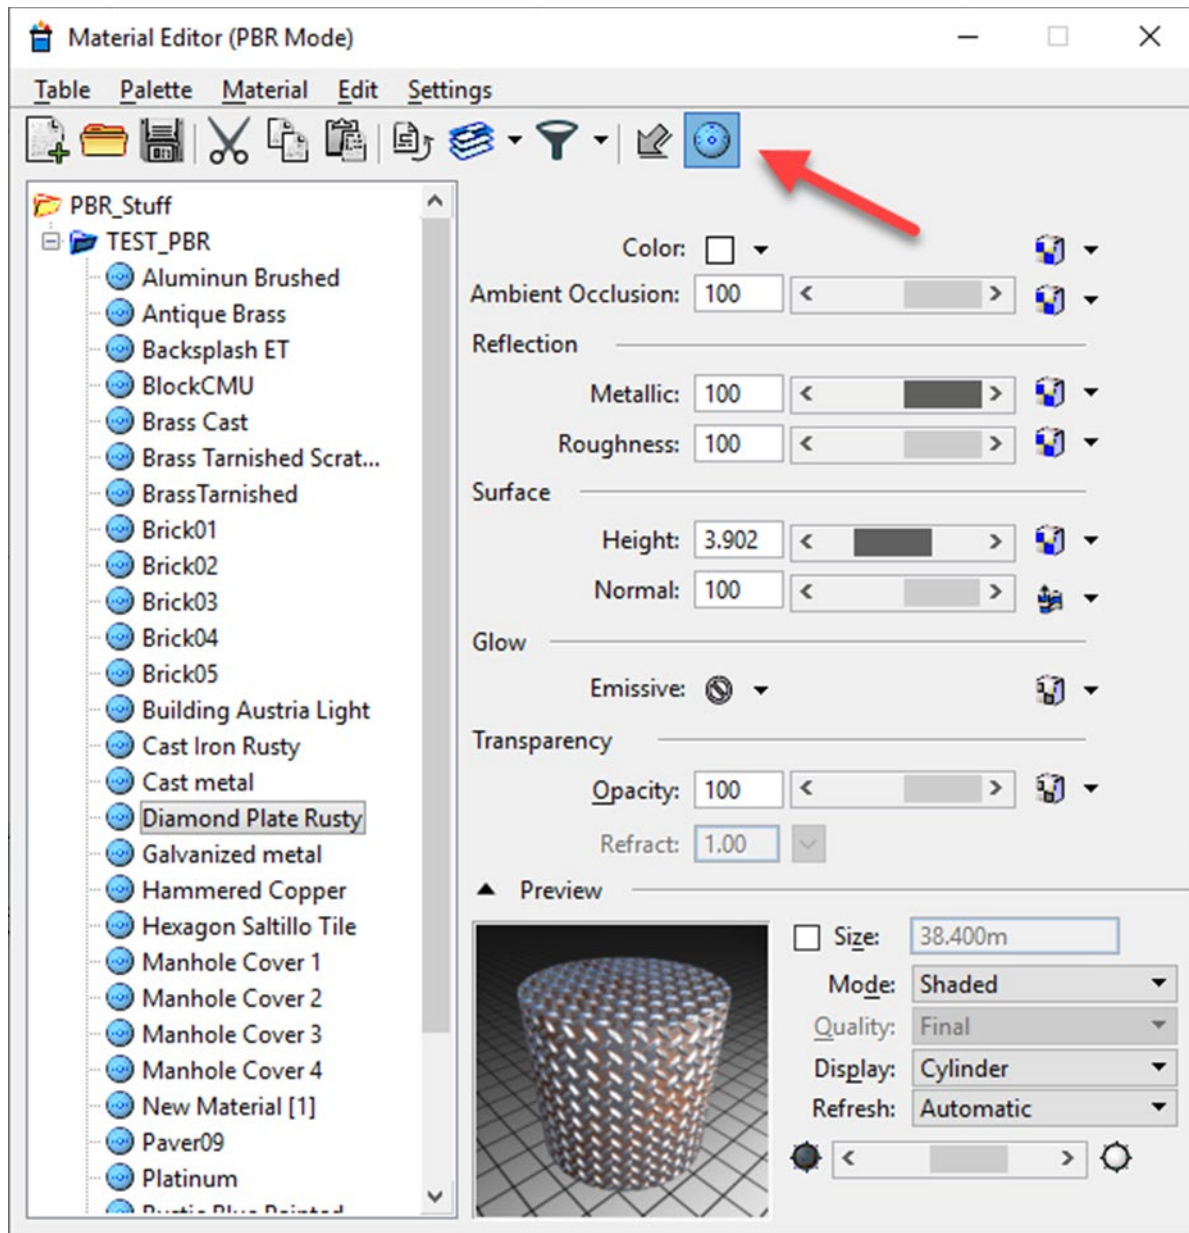 Material Editor (PBR Mode)
Table Palette Material Edit Settings
PBR_Stuff
TEST_PBR
Aluminun Brushed
Antique Brass
Backsplash ET
BlockCMU
Brass Cast
Brass Tarnished Scrat...
BrassTarnished
Brick01
Brick02
Brick03
Brick04
Brick05
Building Austria Light
Cast Iron Rusty
Cast metal
Diamond Plate Rusty
Galvanized metal
Hammered Copper
Hexagon Saltillo Tile
Manhole Cover 1
Manhole Cover 2
Manhole Cover 3
Manhole Cover 4
New Material [1]
Paver09
Platinum
Color:
Ambient Occlusion: 100
Reflection
Metallic: 100
Roughness: 100
Surface
Height: 3.902
Normal: 100
Glow
Emissive:
Transparency
Opacity: 100
Refract: 1.00
Preview
Size: 38.400m
Mode: Shaded
Quality: Final
Display: Cylinder
Refresh: Automatic